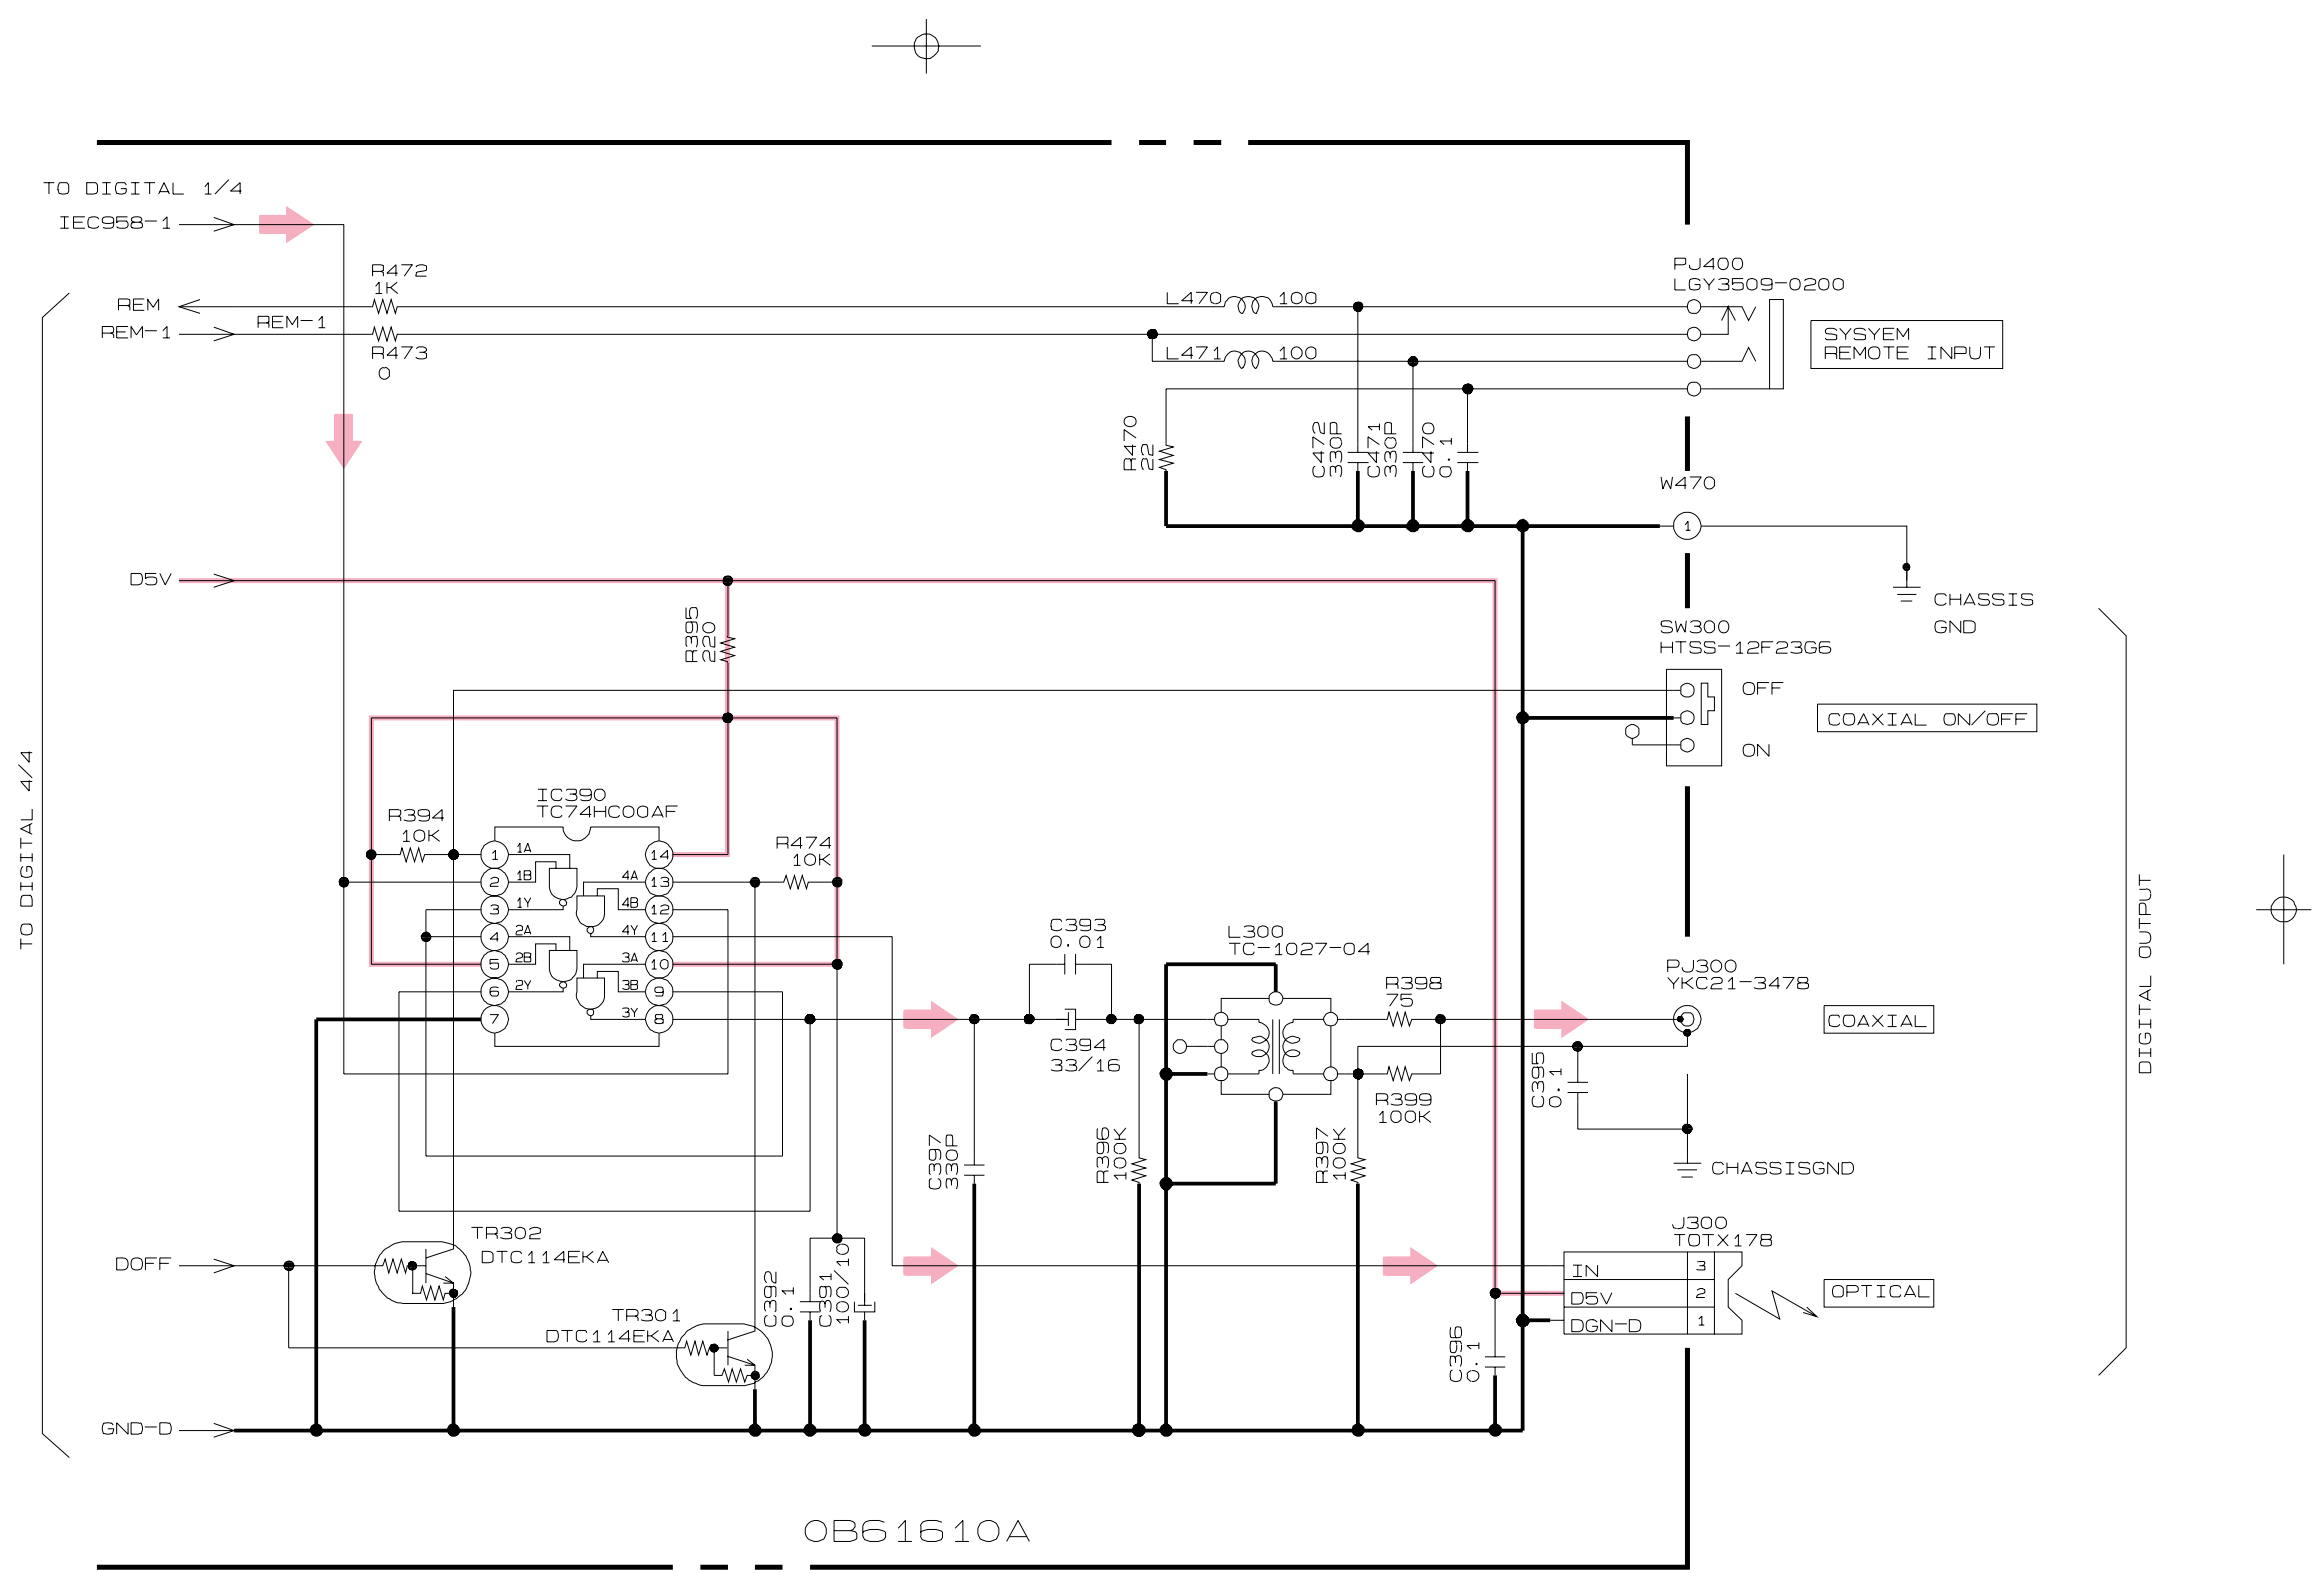 TO DIGITAL 1/4
IEC958-1
R472
1K
REM
REM-1
REM-1
R473
0
L470
100
L471
100
PJ400
LGY3509-0200
SYSYEM
REMOTE INPUT
R470
22
C472
330P
C471
330P
C470
0.1
W470
1
CHASSIS
GND
D5V
R395
220
SW300
HTSS-12F23G5
OFF
ON
COAXIAL ON/OFF
TO DIGITAL 4/4
IC390
TC74HC00AF
R394
10K
R474
10K
1
1A
14
2
1B
4A
13
3
1Y
4B
12
4
2A
4Y
11
5
2B
3A
10
6
2Y
3B
9
7
3Y
8
C393
0.01
C394
33/16
L300
TC-1027-04
R398
75
R399
100K
PJ300
YKC21-3478
COAXIAL
DIGITAL OUTPUT
C395
0.1
CHASSISGND
C397
330P
R396
100K
R397
100K
TR302
DTC114EKA
DOFF
TR301
DTC114EKA
C392
0.1
C391
100/10
J300
TOTX178
IN
3
D5V
2
DGN-D
1
OPTICAL
C396
0.1
GND-D
OB61610A